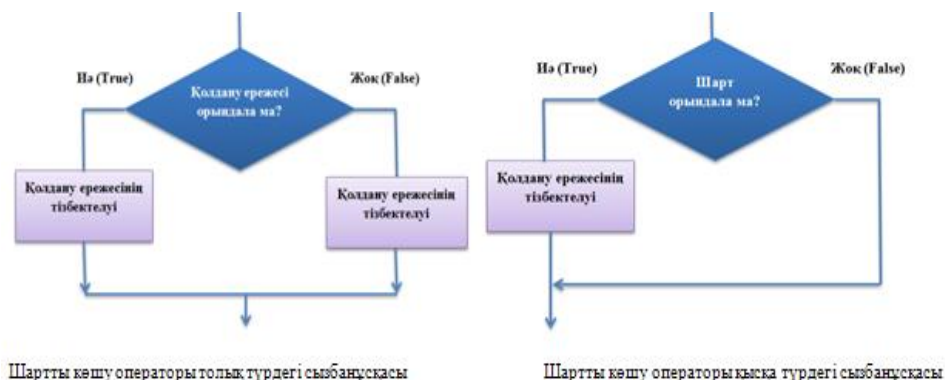 Иә (True)
Жоқ (False)
Қолдану ережесі
орындала ма?
Қолдану ережесінің
тізбектелуі
Қолдану ережесінің
тізбектелуі
Шартты көшу операторы толық түрдегі сызбанұсқасы
Иә (True)
Жоқ (False)
Шарт
орындала ма?
Қолдану ережесінің
тізбектелуі
Шартты көшу операторы қысқа түрдегі сызбанұсқасы